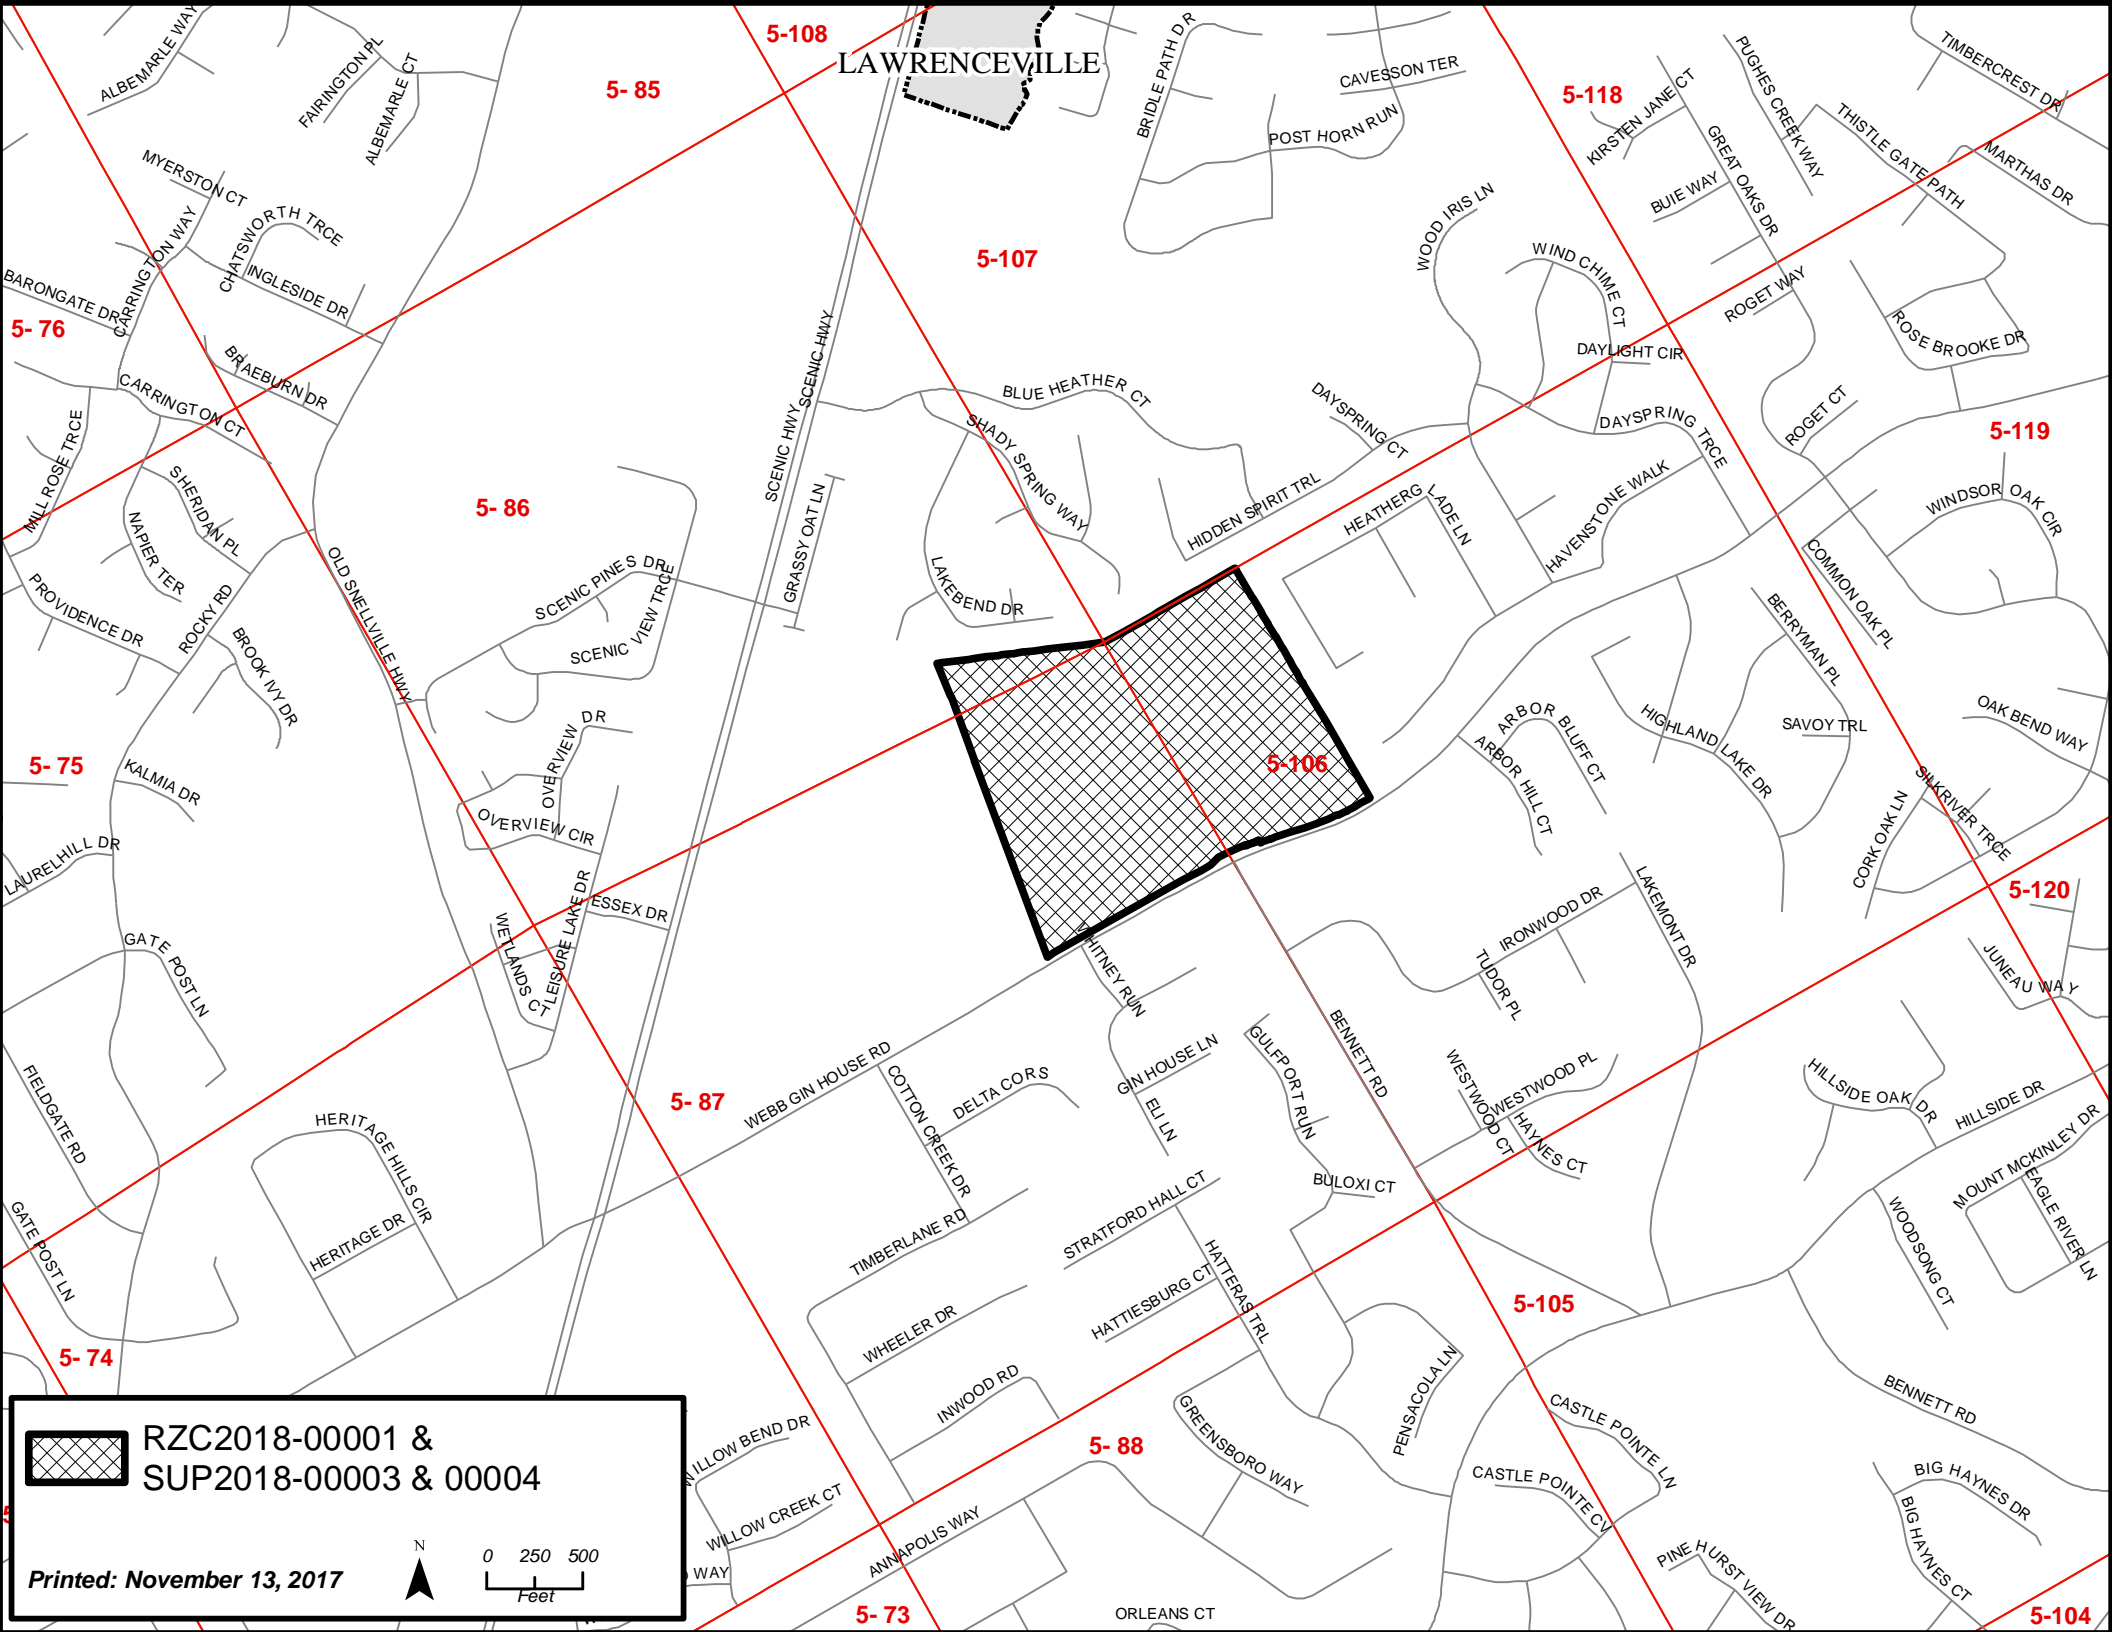 5-108
LAWRENCEVILLE
5- 85
ALBEMARLE WAY
FAIRINGTON PL
ALBEMARLE CT
BRIDLE PATH DR
CAVESSON TER
POST HORN RUN
5-118
KIRSTEN JANE CT
PUGHES CREEK WAY
TIMBERCREST DR
THISTLE GATE PATH
MARTHAS DR
GREAT OAKS DR
BUIE WAY
MYERSTON CT
CHATSWORTH TRCE
CARRINGTON WAY
INGLESIDE DR
BARONGATE DR
5- 76
5-107
WOOD IRIS LN
WIND CHIME CT
ROGET WAY
ROSE BROOKE DR
DAYLIGHT CIR
BRAEBURN DR
CARRINGTON CT
SCENIC HWY
SCENIC HWY
BLUE HEATHER CT
DAYSPRING CT
DAYSPRING TRCE
ROGET CT
5-119
MILL ROSE TRCE
SHERIDAN PL
NAPIER TER
5- 86
SHADY SPRING WAY
GRASSY OAT LN
HIDDEN SPIRIT TRL
HEATHERGLADE LN
HAVENSTONE WALK
WINDSOR OAK CIR
COMMON OAK PL
PROVIDENCE DR
ROCKY RD
OLD SNELLVILLE HWY
SCENIC PINES DR
SCENIC VIEW TRCE
LAKEBEND DR
BROOK IVY DR
BERRYMAN PL
OAK BEND WAY
SAVOY TRL
HIGHLAND LAKE DR
ARBOR BLUFF CT
ARBOR HILL CT
5-106
5- 75
KALMIA DR
OVERVIEW DR
OVERVIEW CIR
LAURELHILL DR
SILKRIVER TRCE
CORK OAK LN
5-120
ESSEX DR
LEISURE LAKE DR
WETLANDS CT
GATE POST LN
WHITNEY RUN
IRONWOOD DR
TUDOR PL
LAKEMONT DR
JUNEAU WAY
FIELDGATE RD
HERITAGE HILLS CIR
HERITAGE DR
5- 87
WEBB GIN HOUSE RD
COTTON CREEK DR
DELTA CORS
GIN HOUSE LN
ELI LN
GULFPORT RUN
BENNETT RD
WESTWOOD CT
WESTWOOD PL
HAYNES CT
HILLSIDE OAK DR
HILLSIDE DR
MOUNT MCKINLEY DR
EAGLE RIVER LN
WOODSONG CT
BULOXI CT
STRATFORD HALL CT
TIMBERLANE RD
HATTERAS TRL
HATTIESBURG CT
WHEELER DR
GATE POST LN
5- 74
5-105
INWOOD RD
PENSACOLA LN
GREENSBORO WAY
5- 88
CASTLE POINTE LN
CASTLE POINTE CV
BENNETT RD
BIG HAYNES DR
BIG HAYNES CT
PINE HURST VIEW DR
WILLOW BEND DR
WILLOW CREEK CT
WAY
ANNAPOLIS WAY
5- 73
ORLEANS CT
5-104
RZC2018-00001 &
SUP2018-00003 & 00004
Printed: November 13, 2017
N
0 250 500
Feet